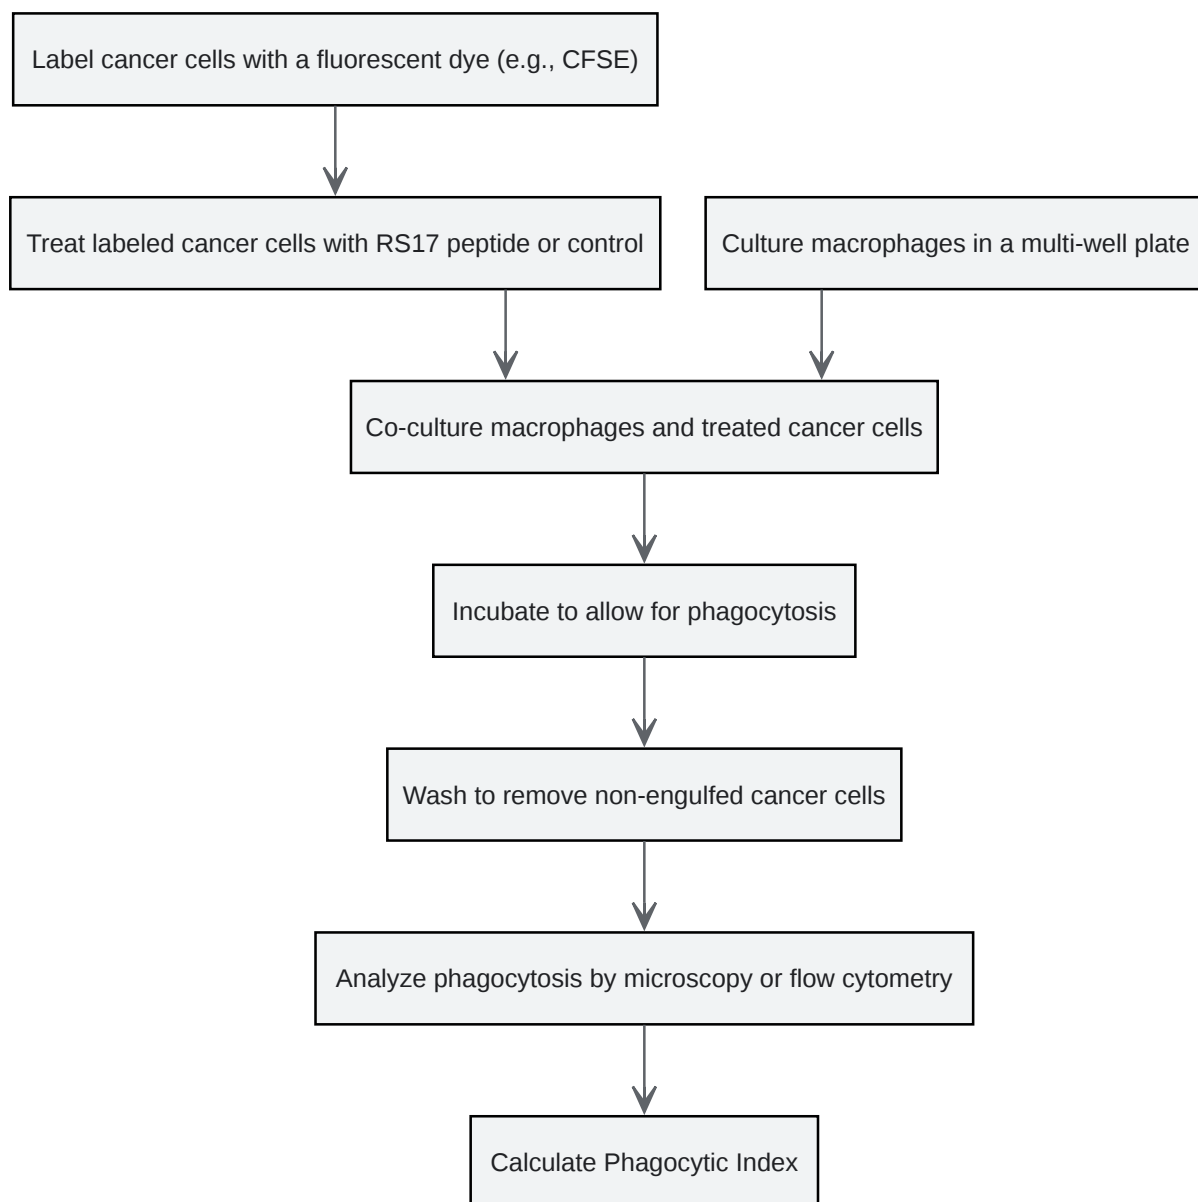 Label cancer cells with a fluorescent dye (e.g., CFSE)
Treat labeled cancer cells with RS17 peptide or control
Culture macrophages in a multi-well plate
Co-culture macrophages and treated cancer cells
Incubate to allow for phagocytosis
Wash to remove non-engulfed cancer cells
Analyze phagocytosis by microscopy or flow cytometry
Calculate Phagocytic Index